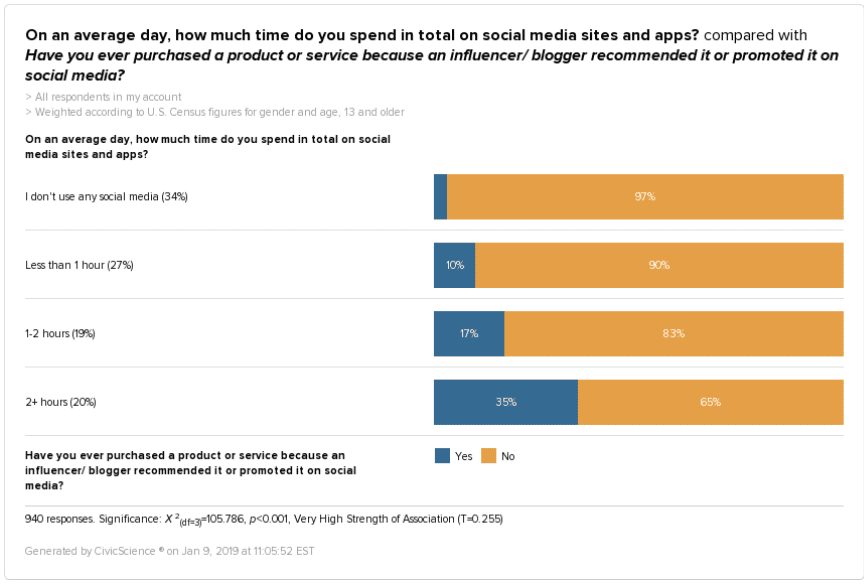 On an average day, how much time do you spend in total on social media sites and apps? compared with
Have you ever purchased a product or service because an influencer/ blogger recommended it or promoted it on
social media?
> All respondents in my account
> Weighted according to U.S. Census figures for gender and age, 13 and older
On an average day, how much time do you spend in total on social
media sites and apps?
I don't use any social media (34%)
97%
Less than 1 hour (27%)
10%
90%
1-2 hours (19%)
17%
83%
2+ hours (20%)
35%
65%
Have you ever purchased a product or service because an
influencer/ blogger recommended it or promoted it on social
media?
Yes
No
940 responses. Significance: X ²(df=3)=105.786, p<0.001, Very High Strength of Association (T=0.255)
Generated by CivicScience ® on Jan 9, 2019 at 11:05:52 EST